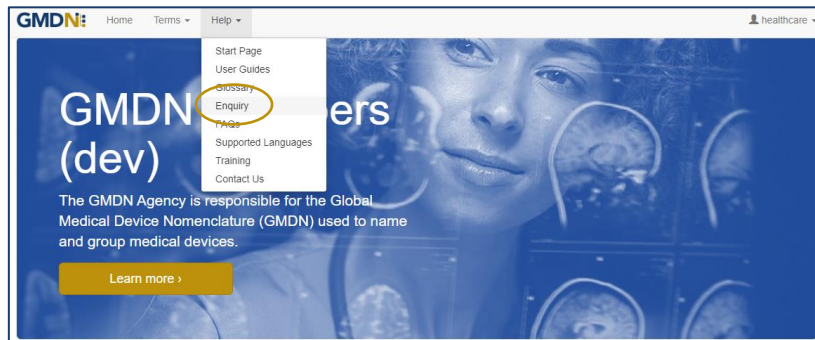 GMDN
Home
Terms
Help
healthcare
Start Page
User Guides
Glossary
Enquiry
FAQs
Supported Languages
Training
Contact Us
GMDN ers
(dev)
The GMDN Agency is responsible for the Global
Medical Device Nomenclature (GMDN) used to name
and group medical devices.
Learn more ›